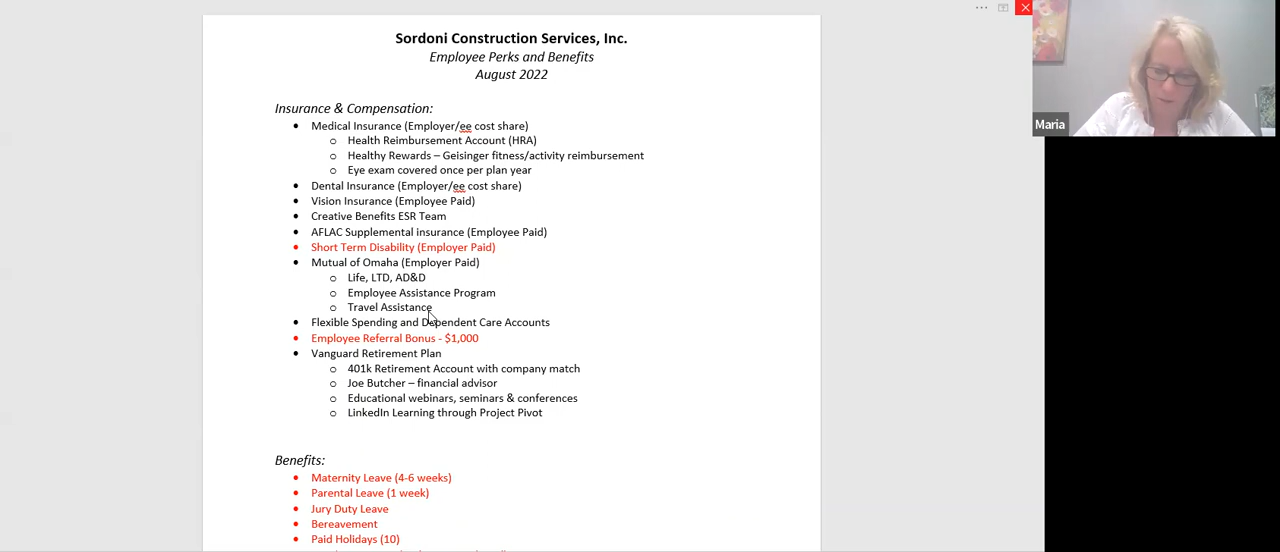 Sordoni Construction Services, Inc.
Employee Perks and Benefits
August 2022
Insurance & Compensation:
• Medical Insurance (Employer/ee cost share)
o Health Reimbursement Account (HRA)
o Healthy Rewards – Geisinger fitness/activity reimbursement
o Eye exam covered once per plan year
• Dental Insurance (Employer/ee cost share)
• Vision Insurance (Employee Paid)
• Creative Benefits ESR Team
• AFLAC Supplemental insurance (Employee Paid)
• Short Term Disability (Employer Paid)
• Mutual of Omaha (Employer Paid)
o Life, LTD, AD&D
o Employee Assistance Program
o Travel Assistance
• Flexible Spending and Dependent Care Accounts
• Employee Referral Bonus - $1,000
• Vanguard Retirement Plan
o 401k Retirement Account with company match
o Joe Butcher – financial advisor
o Educational webinars, seminars & conferences
o LinkedIn Learning through Project Pivot
Benefits:
• Maternity Leave (4-6 weeks)
• Parental Leave (1 week)
• Jury Duty Leave
• Bereavement
• Paid Holidays (10)
Maria